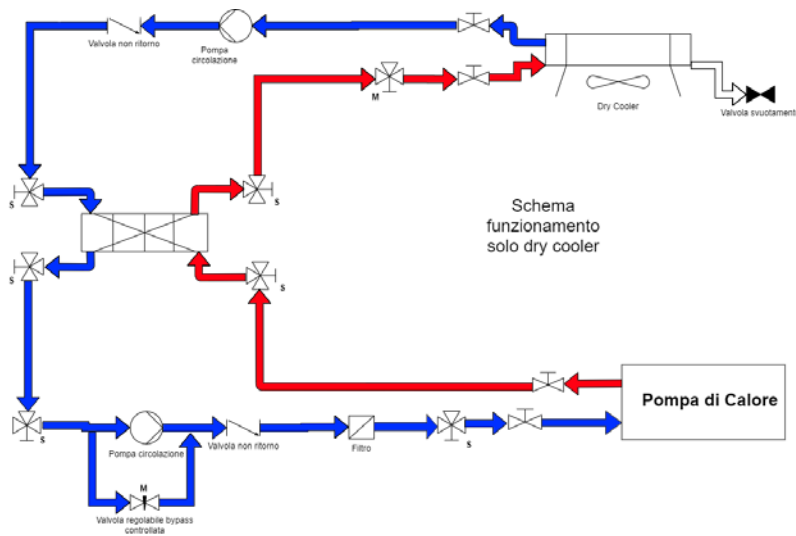 Valvola non ritorno
Pompa
circolazione
M
Dry Cooler
Valvola svuotament
S
S
Schema
funzionamento
solo dry cooler
S
S
Pompa di Calore
S
Pompa circolazione
Valvola non ritorno
Filtro
S
M
Valvola regolabile bypass
controllata